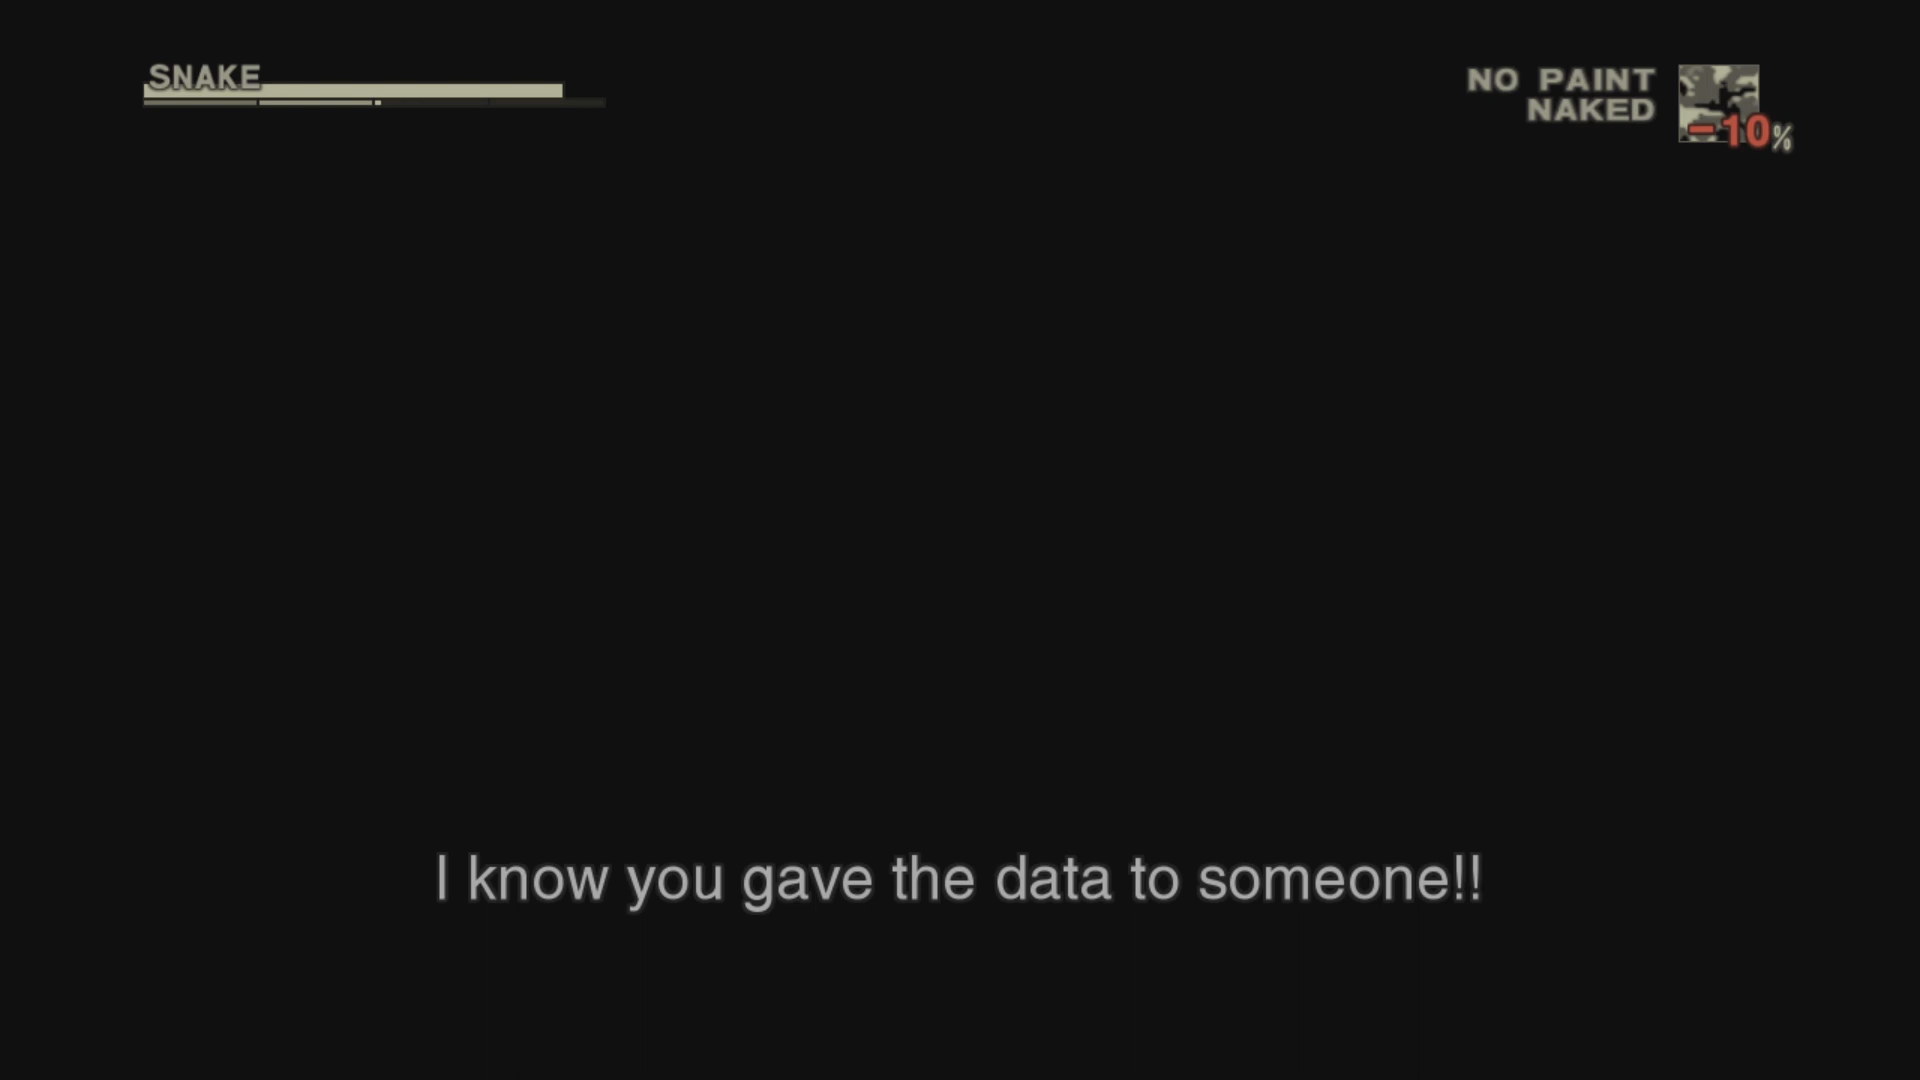 SNAKE
NO PAINT
NAKED
-10%
I know you gave the data to someone!!